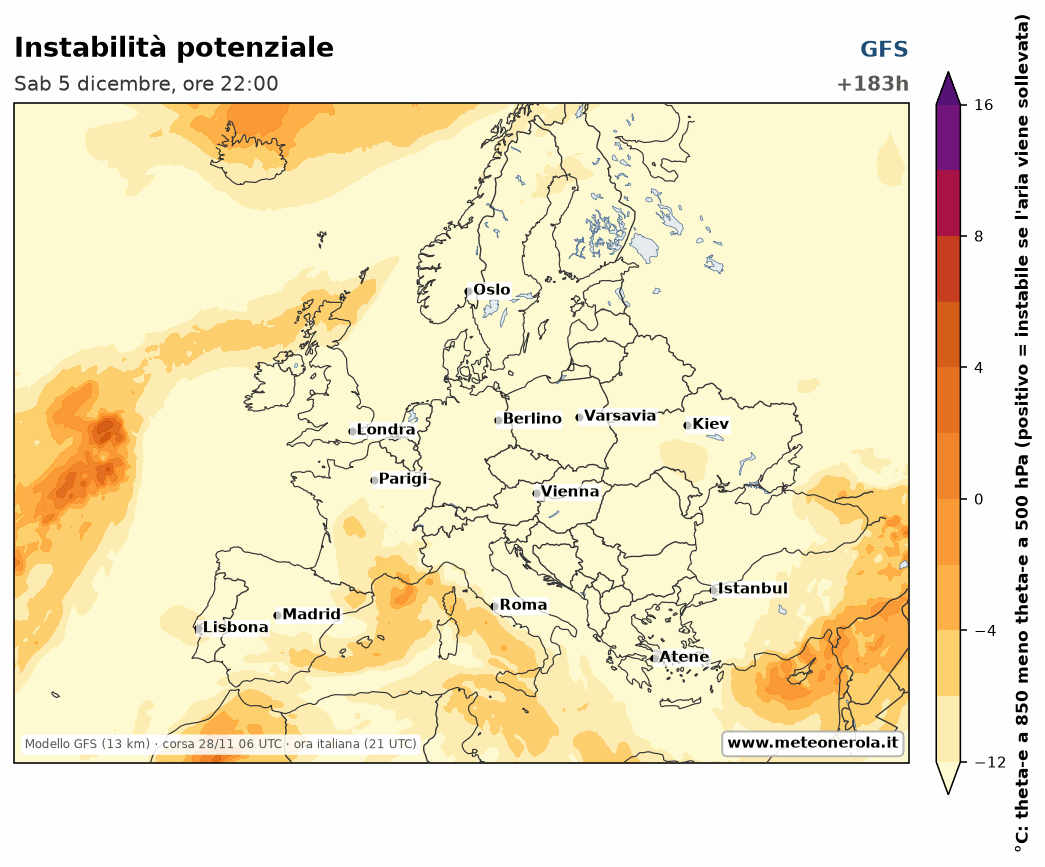 Instabilità potenziale
GFS
Sab 5 dicembre, ore 22:00
+183h
Oslo
Berlino
Varsavia
Kiev
Londra
Parigi
Vienna
Istanbul
Roma
Madrid
Lisbona
Atene
Modello GFS (13 km) · corsa 28/11 06 UTC · ora italiana (21 UTC)
www.meteonerola.it
16
8
4
0
−4
−12
°C: theta-e a 850 meno theta-e a 500 hPa (positivo = instabile se l'aria viene sollevata)